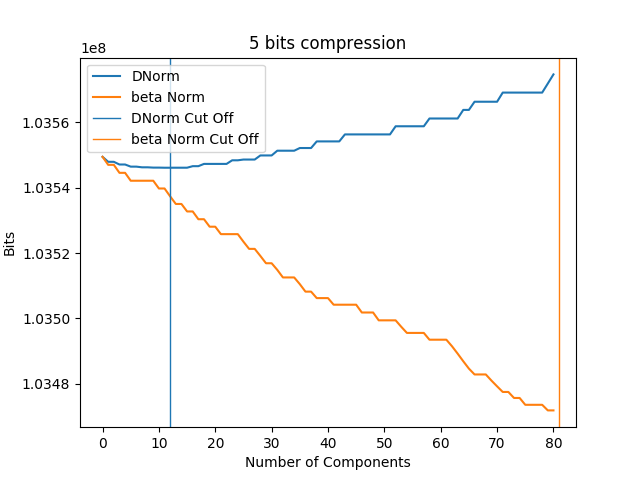 5 bits compression
1e8
DNorm
beta Norm
DNorm Cut Off
beta Norm Cut Off
1.0356
1.0354
1.0352
1.0350
1.0348
Bits
0 10 20 30 40 50 60 70 80
Number of Components